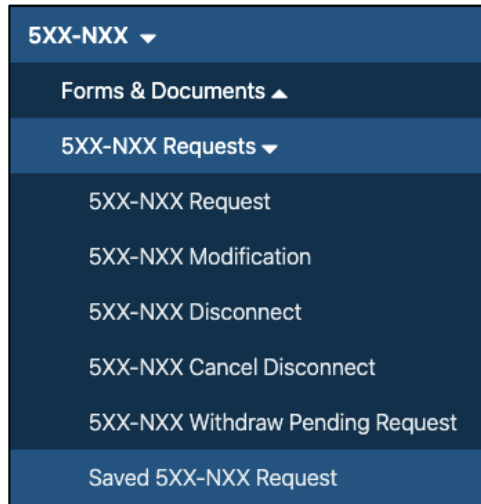 5XX-NXX
Forms & Documents
5XX-NXX Requests
5XX-NXX Request
5XX-NXX Modification
5XX-NXX Disconnect
5XX-NXX Cancel Disconnect
5XX-NXX Withdraw Pending Request
Saved 5XX-NXX Request